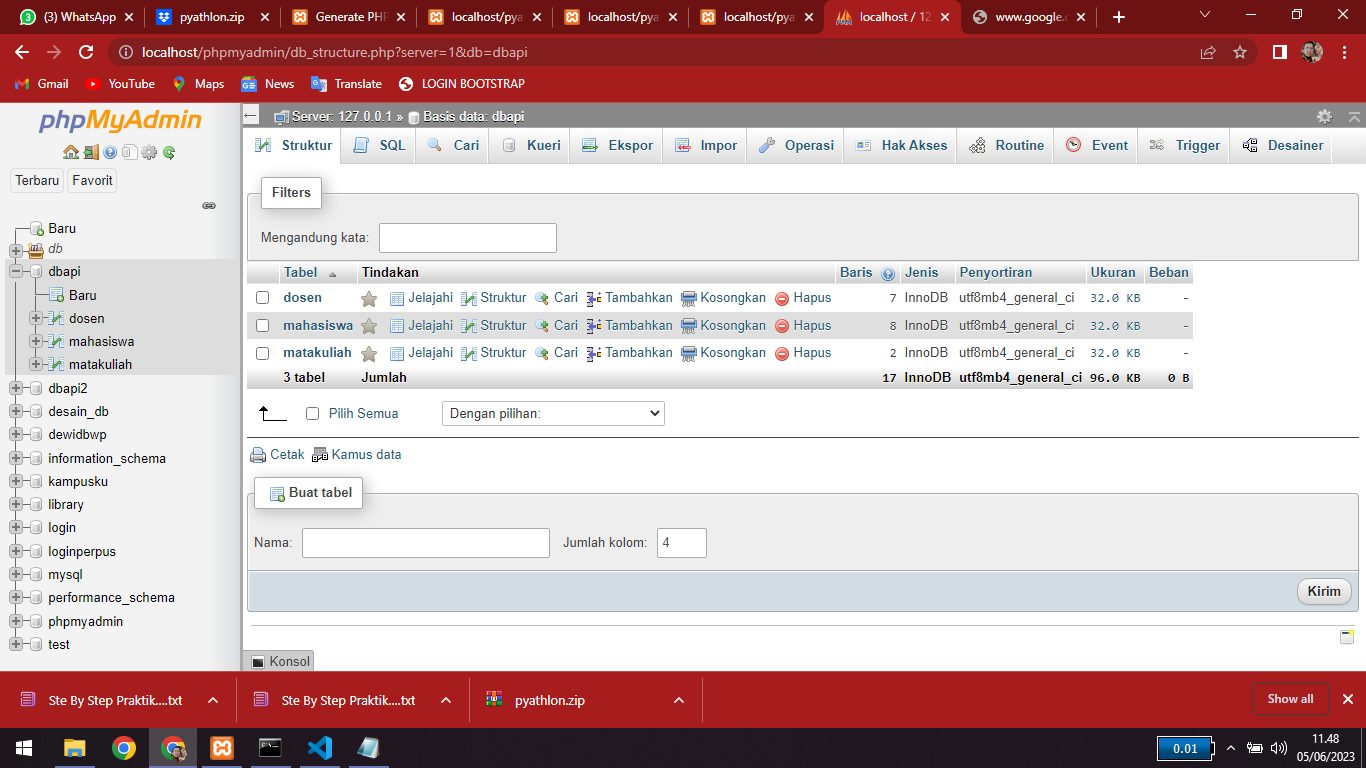 (3) WhatsApp
pyathlon.zip
Generate PHP
localhost/pya
localhost/pya
localhost/pya
localhost / 12
www.google.c
localhost/phpmyadmin/db_structure.php?server=1&db=dbapi
Gmail
YouTube
Maps
News
Translate
LOGIN BOOTSTRAP
phpMyAdmin
Terbaru
Favorit
Baru
db
dbapi
Baru
dosen
mahasiswa
matakuliah
dbapi2
desain_db
dewidbwp
information_schema
kampusku
library
login
loginperpus
mysql
performance_schema
phpmyadmin
test
Server: 127.0.0.1 » Basis data: dbapi
Struktur
SQL
Cari
Kueri
Ekspor
Impor
Operasi
Hak Akses
Routine
Event
Trigger
Desainer
Filters
Mengandung kata:
Tabel Tindakan Baris Jenis Penyortiran Ukuran Beban
dosen Jelajahi Struktur Cari Tambahkan Kosongkan Hapus 7 InnoDB utf8mb4_general_ci 32.0 KB -
mahasiswa Jelajahi Struktur Cari Tambahkan Kosongkan Hapus 8 InnoDB utf8mb4_general_ci 32.0 KB -
matakuliah Jelajahi Struktur Cari Tambahkan Kosongkan Hapus 2 InnoDB utf8mb4_general_ci 32.0 KB -
3 tabel Jumlah 17 InnoDB utf8mb4_general_ci 96.0 KB 0 B
Pilih Semua
Dengan pilihan:
Cetak Kamus data
Buat tabel
Nama:
Jumlah kolom: 4
Kirim
Konsol
Ste By Step Praktik....txt
Ste By Step Praktik....txt
pyathlon.zip
Show all
0.01
11.48
05/06/2023